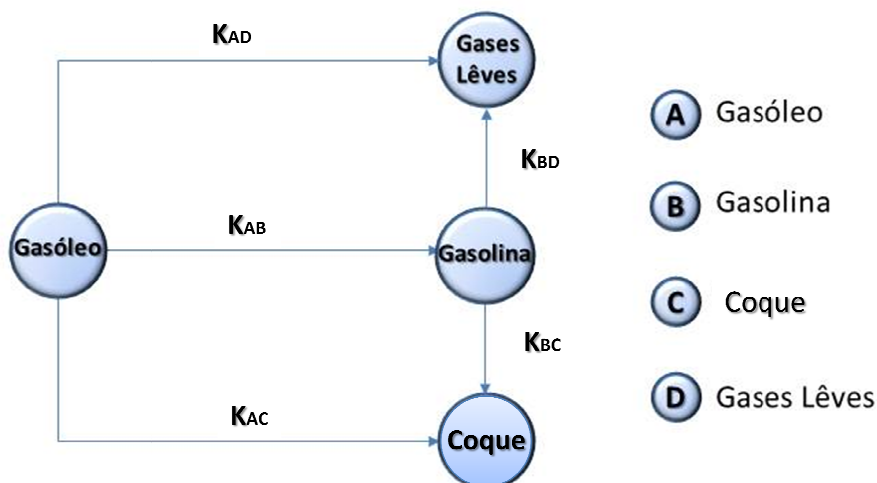 KAD
Gases
Lêves
KBD
Gasóleo
KAB
Gasolina
KBC
KAC
Coque
A Gasóleo
B Gasolina
C Coque
D Gases Lêves